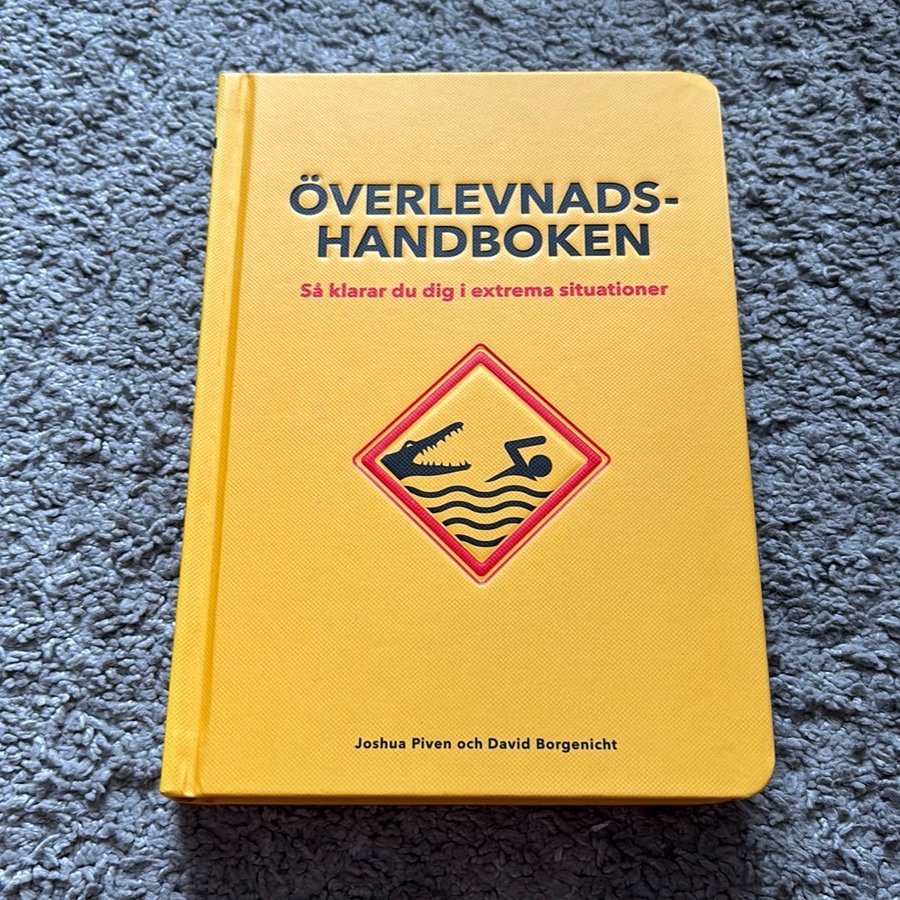 ÖVERLEVNADS-
HANDBOKEN
Så klarar du dig i extrema situationer
Joshua Piven och David Borgenicht